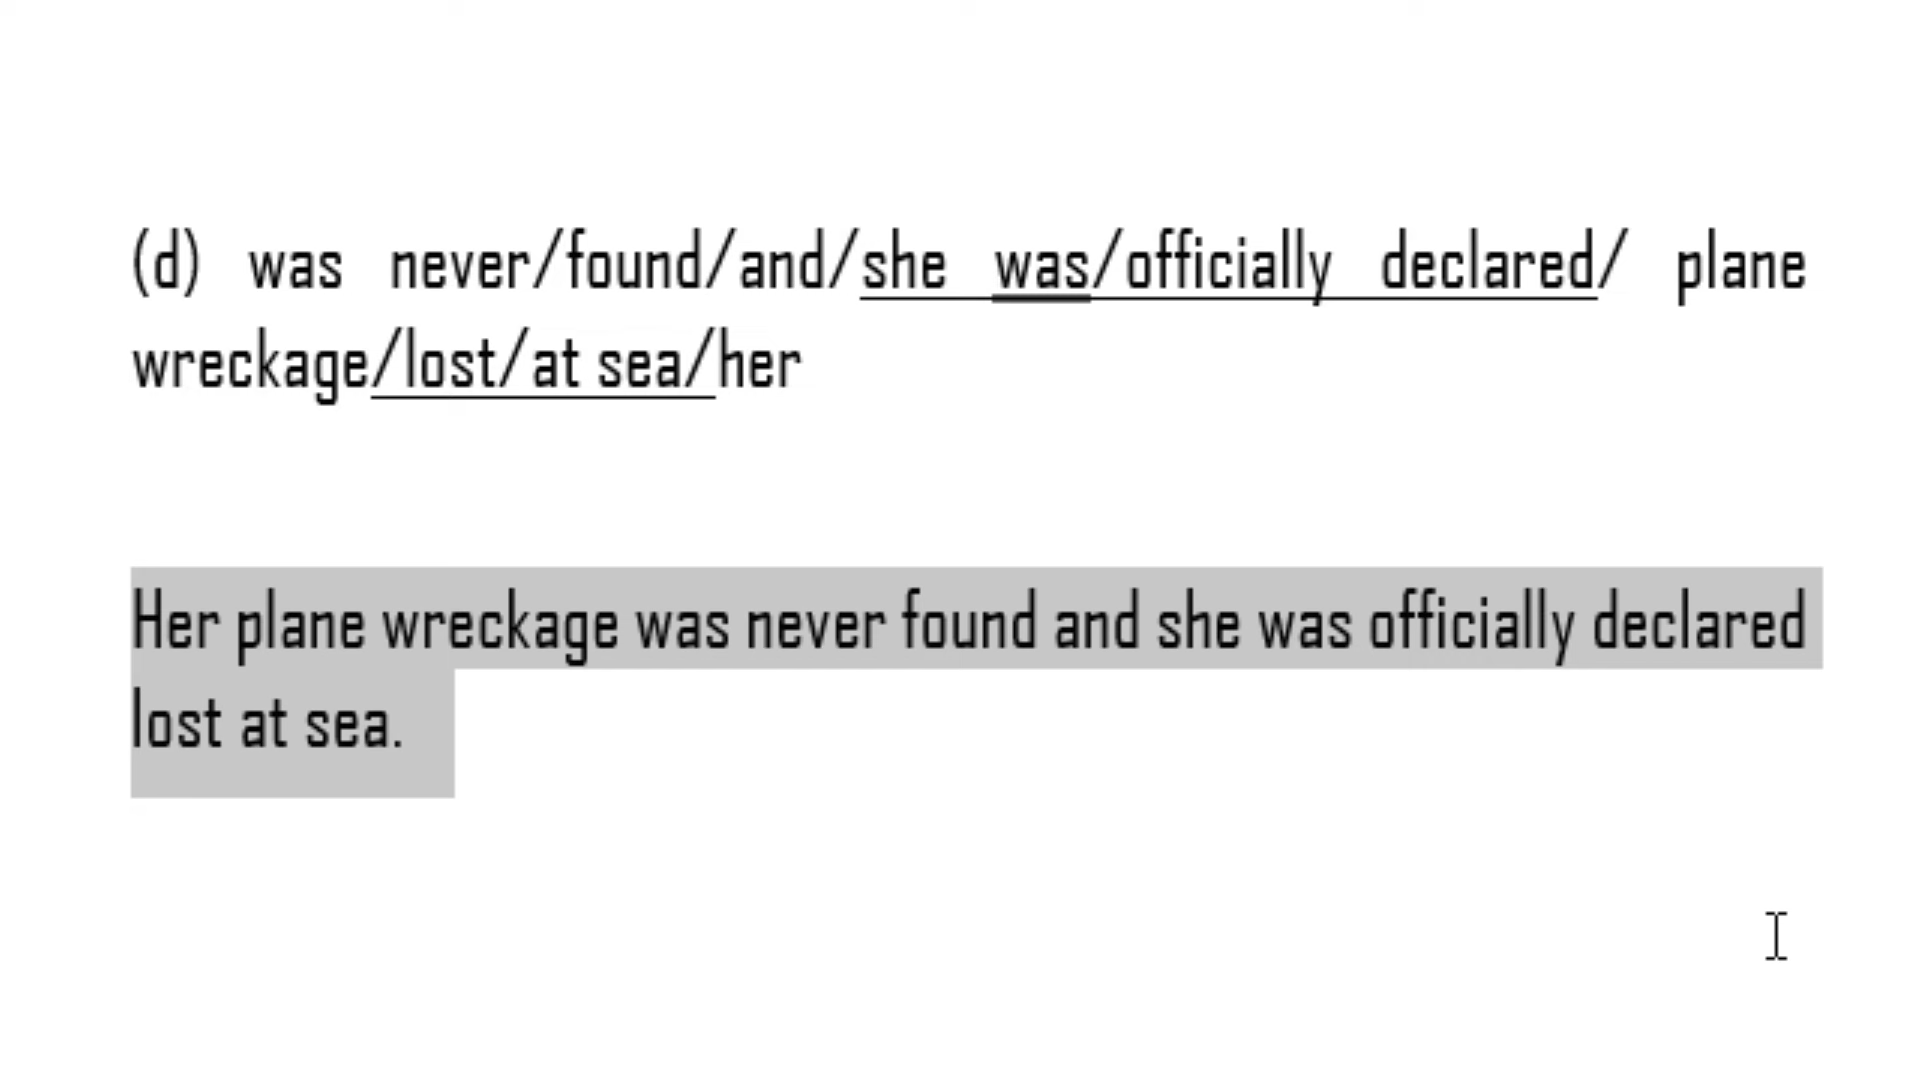 (d) was never/found/and/she was/officially declared/ plane
wreckage/lost/at sea/her
Her plane wreckage was never found and she was officially declared
lost at sea.